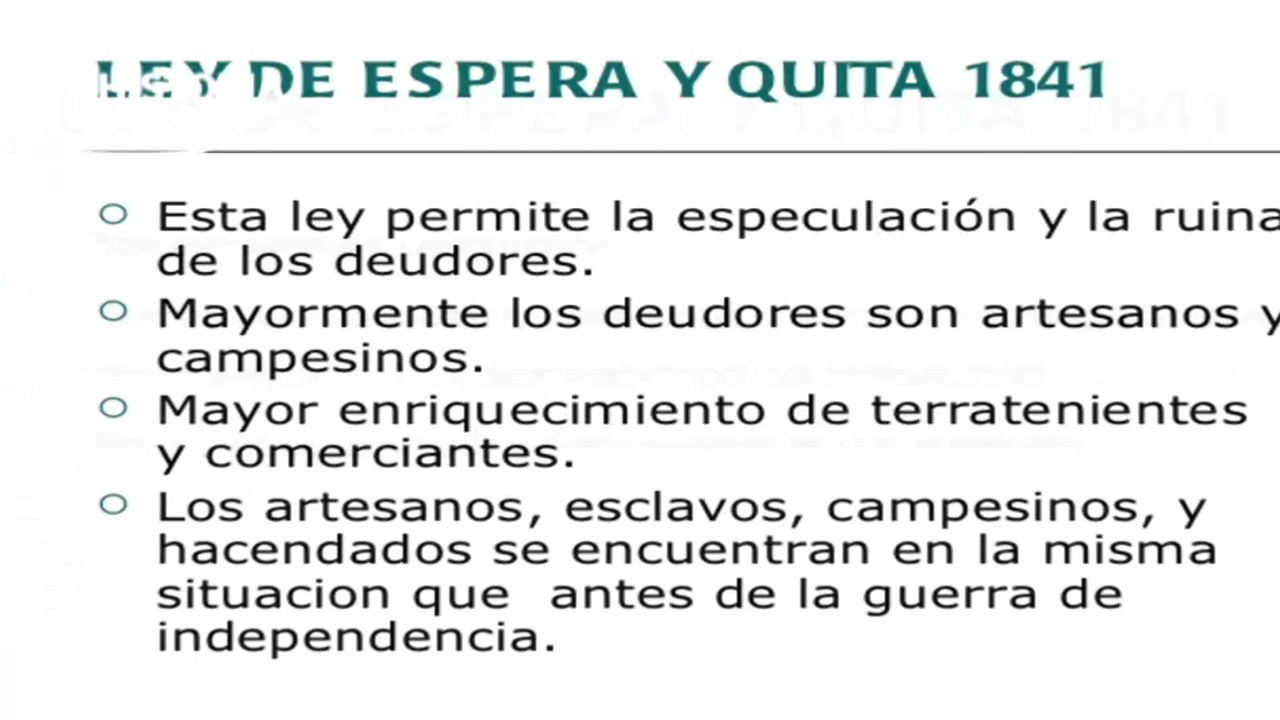 LEY DE ESPERA Y QUITA 1841
Esta ley permite la especulación y la ruina
de los deudores.
Mayormente los deudores son artesanos y
campesinos.
Mayor enriquecimiento de terratenientes
y comerciantes.
Los artesanos, esclavos, campesinos, y
hacendados se encuentran en la misma
situacion que antes de la guerra de
independencia.